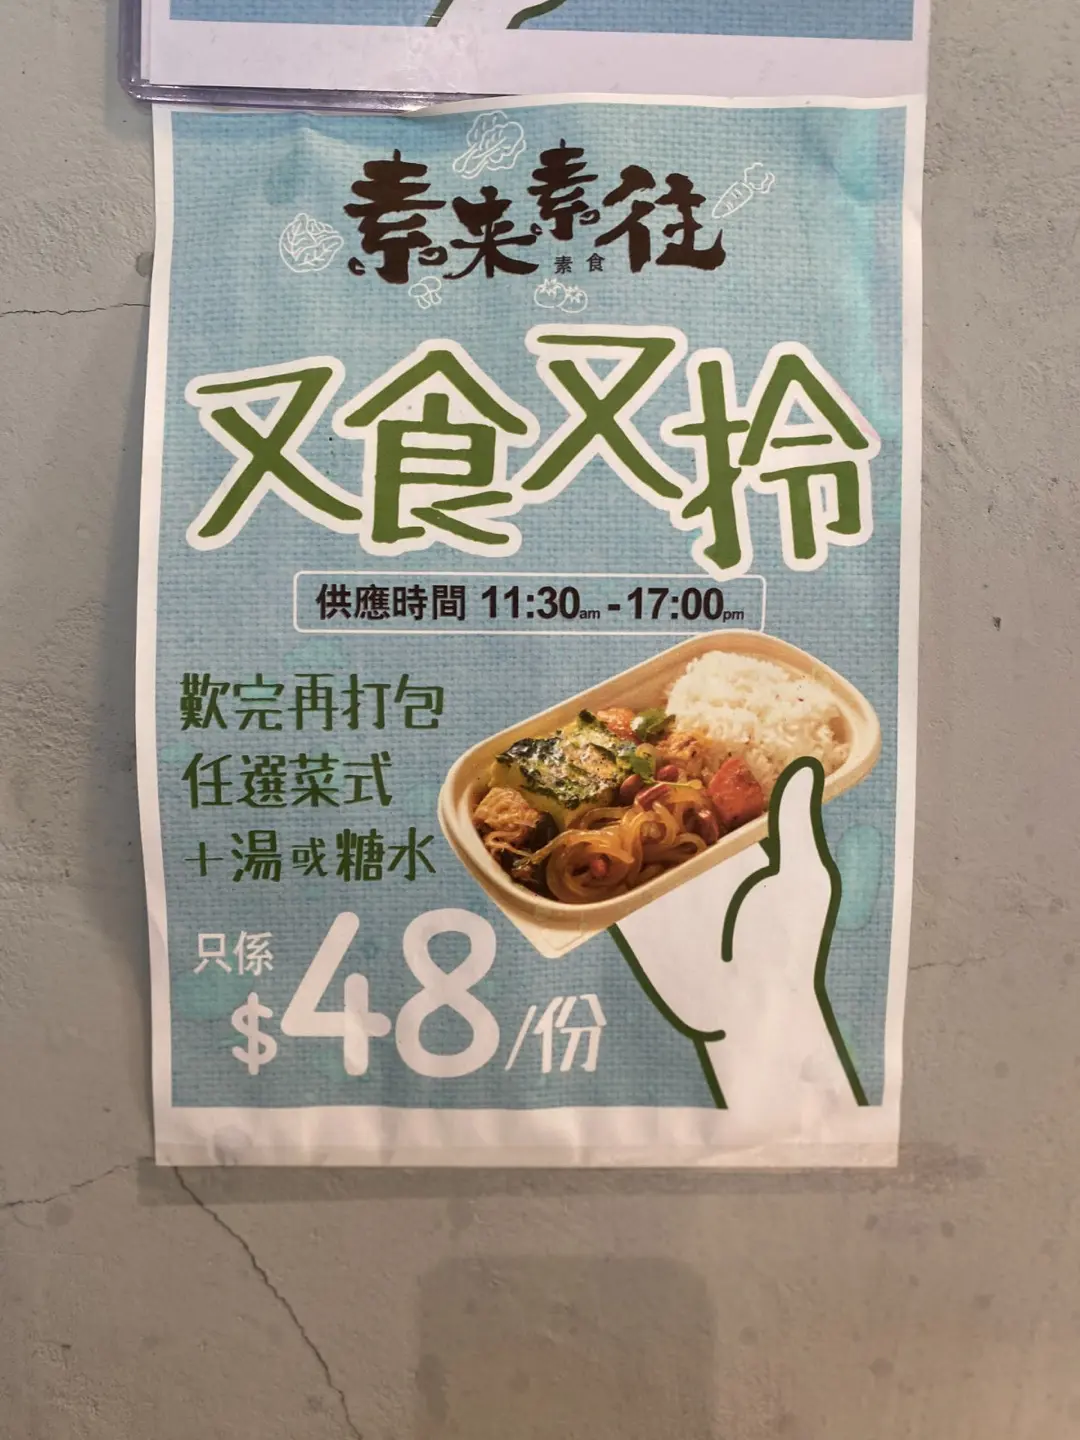 素来素往
素食
又食又拎
供應時間 11:30am - 17:00pm
歎完再打包
任選菜式
+湯或糖水
只係
$48/份